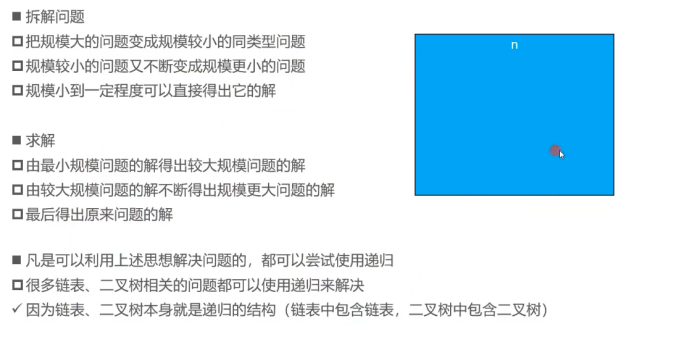 ■ 拆解问题
❑ 把规模大的问题变成规模较小的同类型问题
❑ 规模较小的问题又不断变成规模更小的问题
❑ 规模小到一定程度可以直接得出它的解
■ 求解
❑ 由最小规模问题的解得出较大规模问题的解
❑ 由较大规模问题的解不断得出规模更大问题的解
❑ 最后得出原来问题的解
■ 凡是可以利用上述思想解决问题的，都可以尝试使用递归
❑ 很多链表、二叉树相关的问题都可以使用递归来解决
✓ 因为链表、二叉树本身就是递归的结构（链表中包含链表，二叉树中包含二叉树）
n